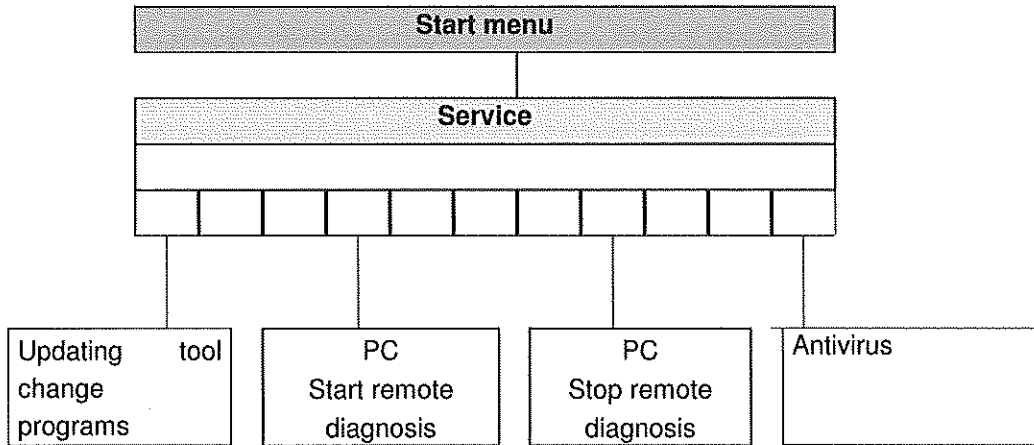 Start menu
Service
Updating tool
change
programs
PC
Start remote
diagnosis
PC
Stop remote
diagnosis
Antivirus